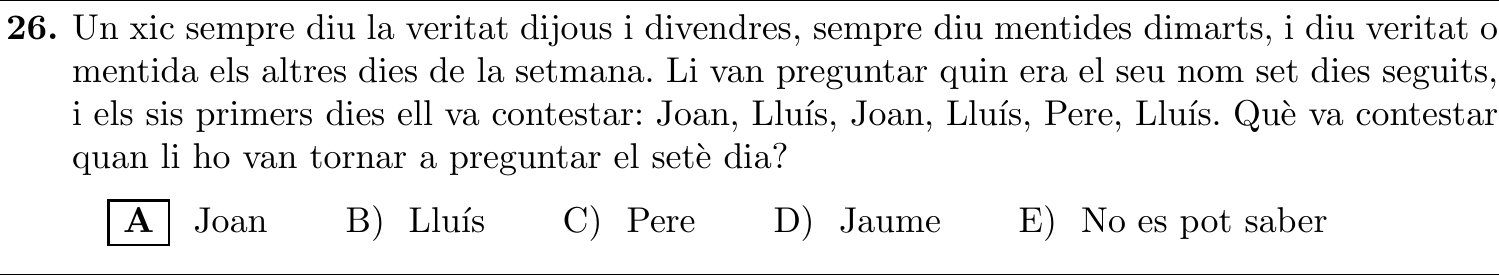 26. Un xic sempre diu la veritat dijous i divendres, sempre diu mentides dimarts, i diu veritat o
mentida els altres dies de la setmana. Li van preguntar quin era el seu nom set dies seguits,
i els sis primers dies ell va contestar: Joan, Lluís, Joan, Lluís, Pere, Lluís. Què va contestar
quan li ho van tornar a preguntar el setè dia?
A Joan B) Lluís C) Pere D) Jaume E) No es pot saber